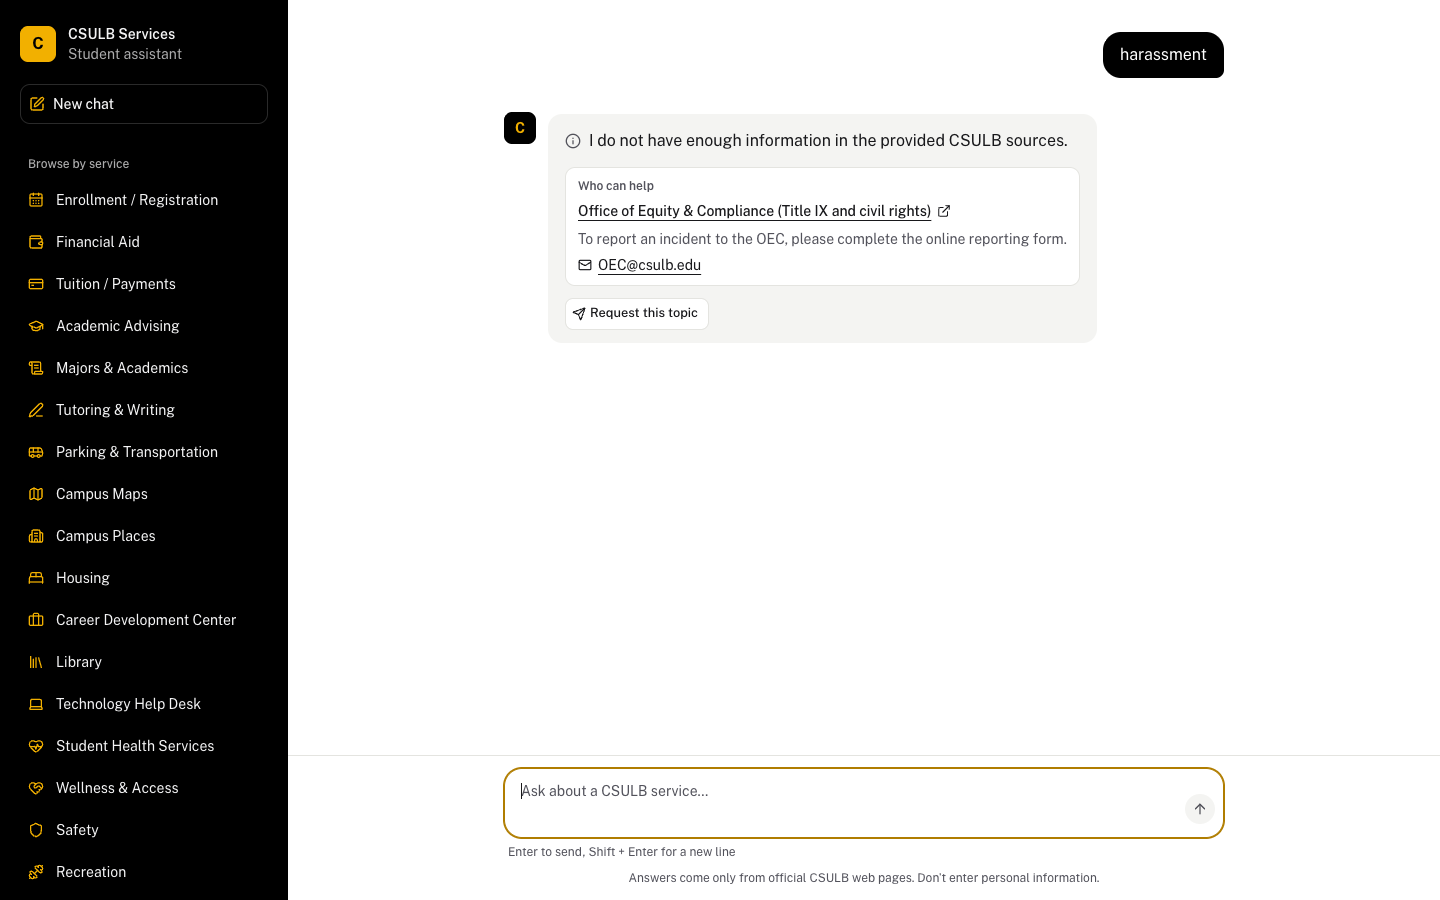 C
CSULB Services
Student assistant
New chat
Browse by service
Enrollment / Registration
Financial Aid
Tuition / Payments
Academic Advising
Majors & Academics
Tutoring & Writing
Parking & Transportation
Campus Maps
Campus Places
Housing
Career Development Center
Library
Technology Help Desk
Student Health Services
Wellness & Access
Safety
Recreation
harassment
C
I do not have enough information in the provided CSULB sources.
Who can help
Office of Equity & Compliance (Title IX and civil rights)
To report an incident to the OEC, please complete the online reporting form.
OEC@csulb.edu
Request this topic
Ask about a CSULB service...
Enter to send, Shift + Enter for a new line
Answers come only from official CSULB web pages. Don't enter personal information.